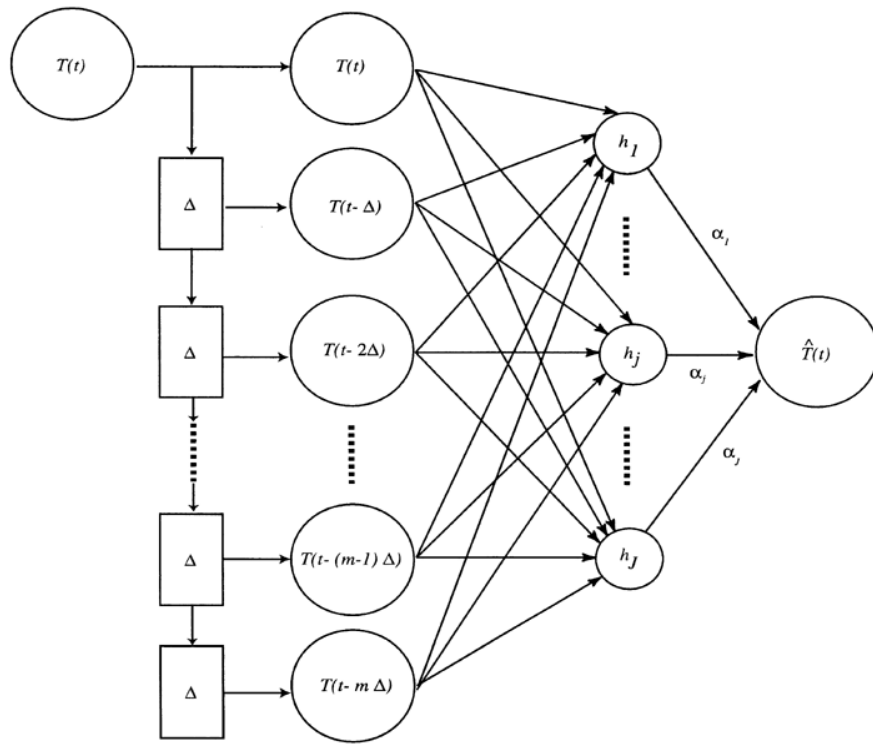 T(t)
T(t)
h1
Δ
T(t- Δ)
α1
Δ
T(t- 2Δ)
hj
αj
T̂(t)
αJ
Δ
T(t- (m-1) Δ)
hJ
Δ
T(t- m Δ)